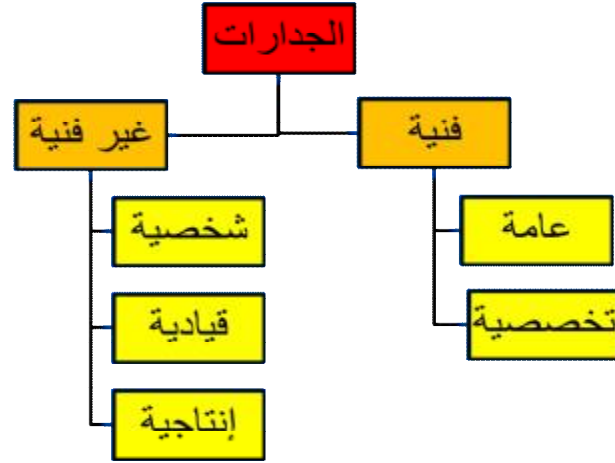 الجدارات
فنية
غير فنية
عامة
شخصية
تخصصية
قيادية
إنتاجية